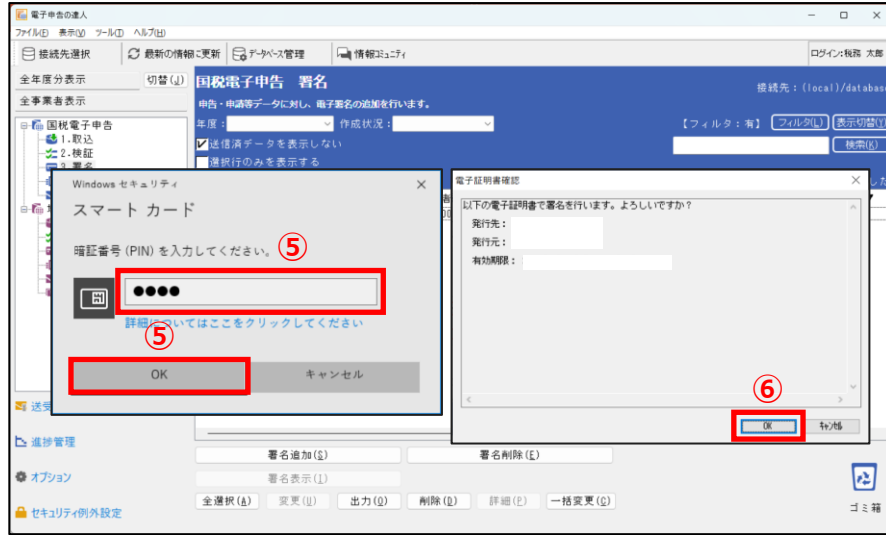 電子申告の達人
ファイル(F) 表示(V) ツール(T) ヘルプ(H)
接続先選択 最新の情報に更新 データベース管理 情報コミュニティ ログイン:税務 太郎
全年度分表示 切替(J)
全事業者表示
国税電子申告 署名
接続先:(local)/database
申告・申請等データに対し、電子署名の追加を行います。
年度: 作成状況:
【フィルタ:有】 フィルタ(L) 表示切替(Y)
送信済データを表示しない
検索(K)
選択行のみを表示する
国税電子申告
1.取込
2.検証
3.署名
Windows セキュリティ
スマート カード
暗証番号 (PIN) を入力してください。
⑤
●●●●
詳細についてはここをクリックしてください
⑤
OK キャンセル
電子証明書確認
以下の電子証明書で署名を行います。よろしいですか?
発行先:
発行元:
有効期限:
⑥
OK キャンセル
送受
進捗管理
オプション
セキュリティ例外設定
署名追加(S) 署名削除(E)
署名表示(I)
全選択(A) 変更(U) 出力(O) 削除(D) 詳細(P) 一括変更(C)
ゴミ箱